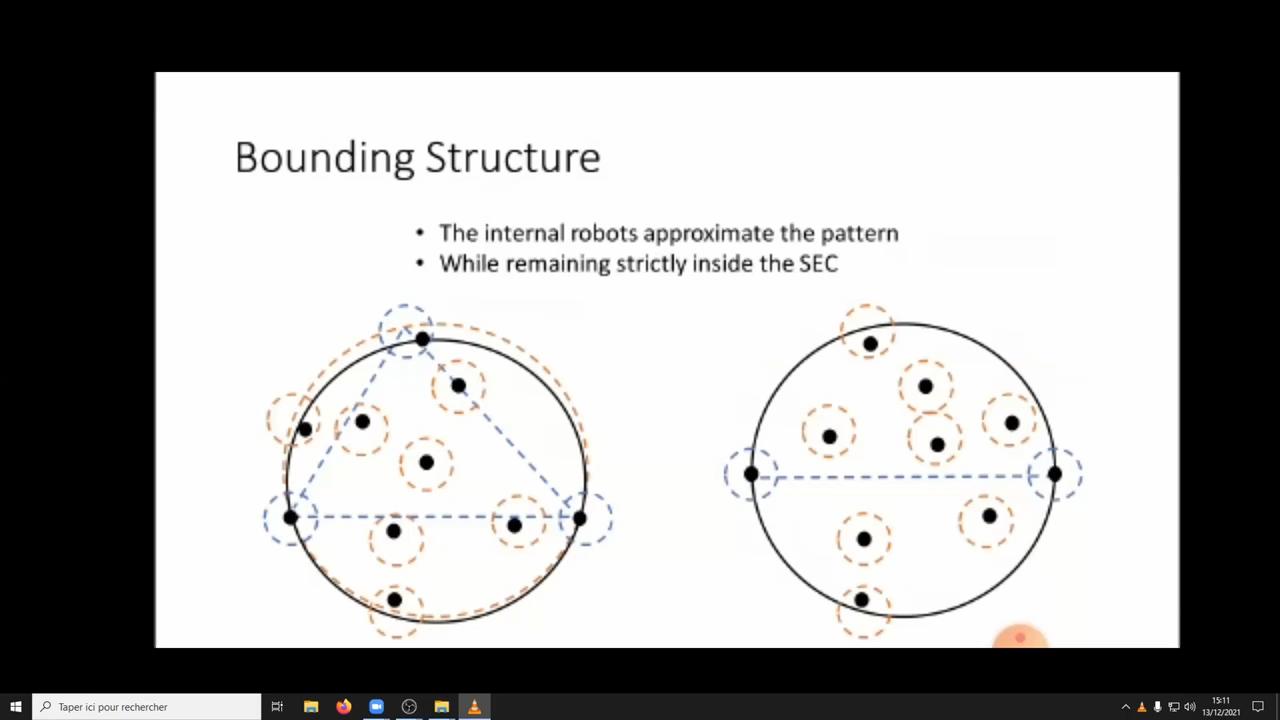 Bounding Structure
• The internal robots approximate the pattern
• While remaining strictly inside the SEC
Taper ici pour rechercher
15:11
13/12/2021